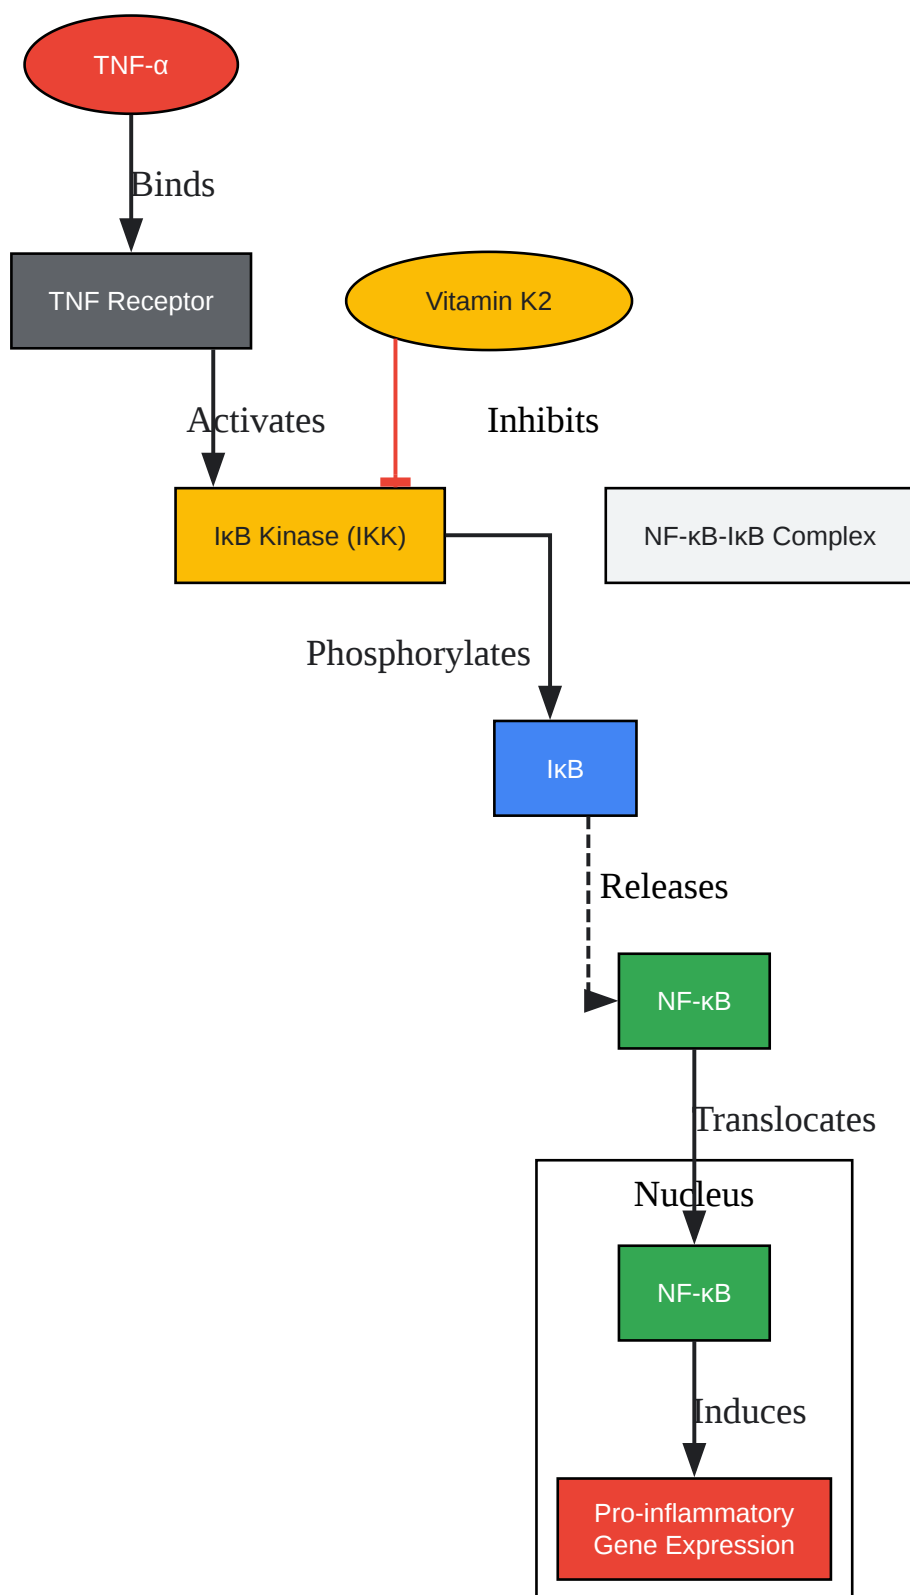 TNF-α
Binds
TNF Receptor
Vitamin K2
Activates
Inhibits
IκB Kinase (IKK)
NF-κB-IκB Complex
Phosphorylates
IκB
Releases
NF-κB
Translocates
Nucleus
NF-κB
Induces
Pro-inflammatory
Gene Expression